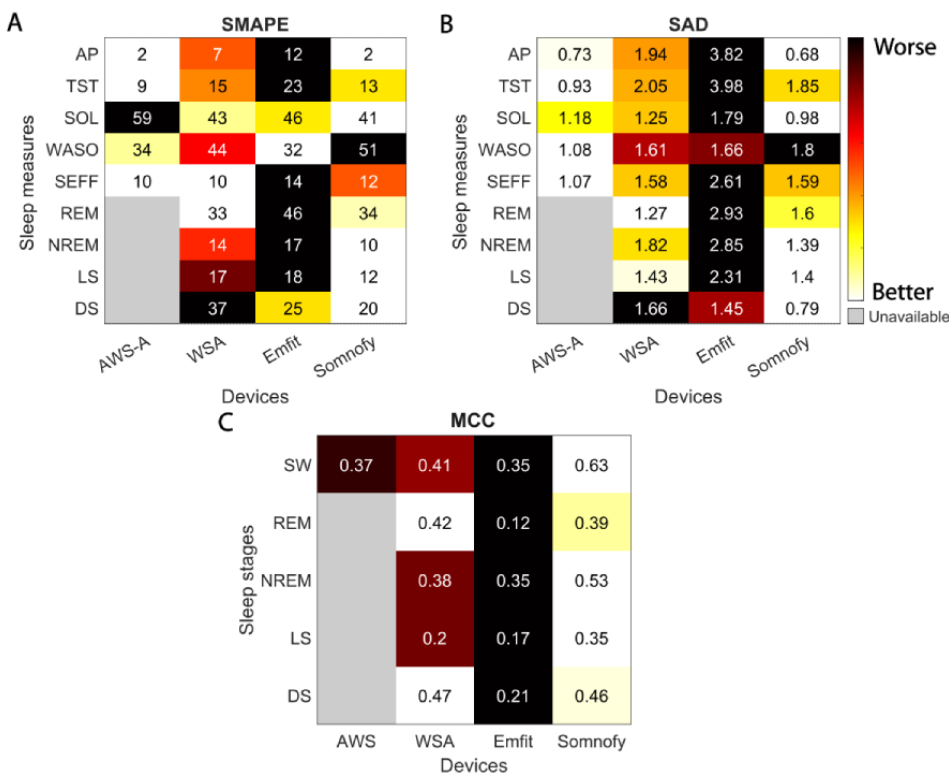 A
SMAPE
Sleep measures
AP 2 7 12 2
TST 9 15 23 13
SOL 59 43 46 41
WASO 34 44 32 51
SEFF 10 10 14 12
REM 33 46 34
NREM 14 17 10
LS 17 18 12
DS 37 25 20
AWS-A WSA Emfit Somnofy
Devices
B
SAD
Sleep measures
AP 0.73 1.94 3.82 0.68
TST 0.93 2.05 3.98 1.85
SOL 1.18 1.25 1.79 0.98
WASO 1.08 1.61 1.66 1.8
SEFF 1.07 1.58 2.61 1.59
REM 1.27 2.93 1.6
NREM 1.82 2.85 1.39
LS 1.43 2.31 1.4
DS 1.66 1.45 0.79
AWS-A WSA Emfit Somnofy
Devices
Worse
Better
Unavailable
C
MCC
Sleep stages
SW 0.37 0.41 0.35 0.63
REM 0.42 0.12 0.39
NREM 0.38 0.35 0.53
LS 0.2 0.17 0.35
DS 0.47 0.21 0.46
AWS WSA Emfit Somnofy
Devices